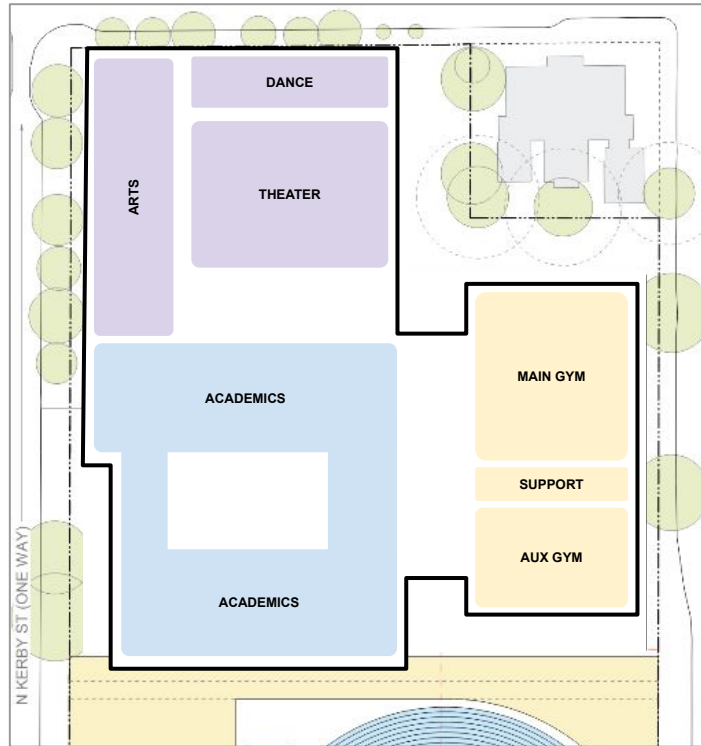 DANCE
ARTS
THEATER
ACADEMICS
MAIN GYM
SUPPORT
AUX GYM
ACADEMICS
N KERBY ST (ONE WAY)